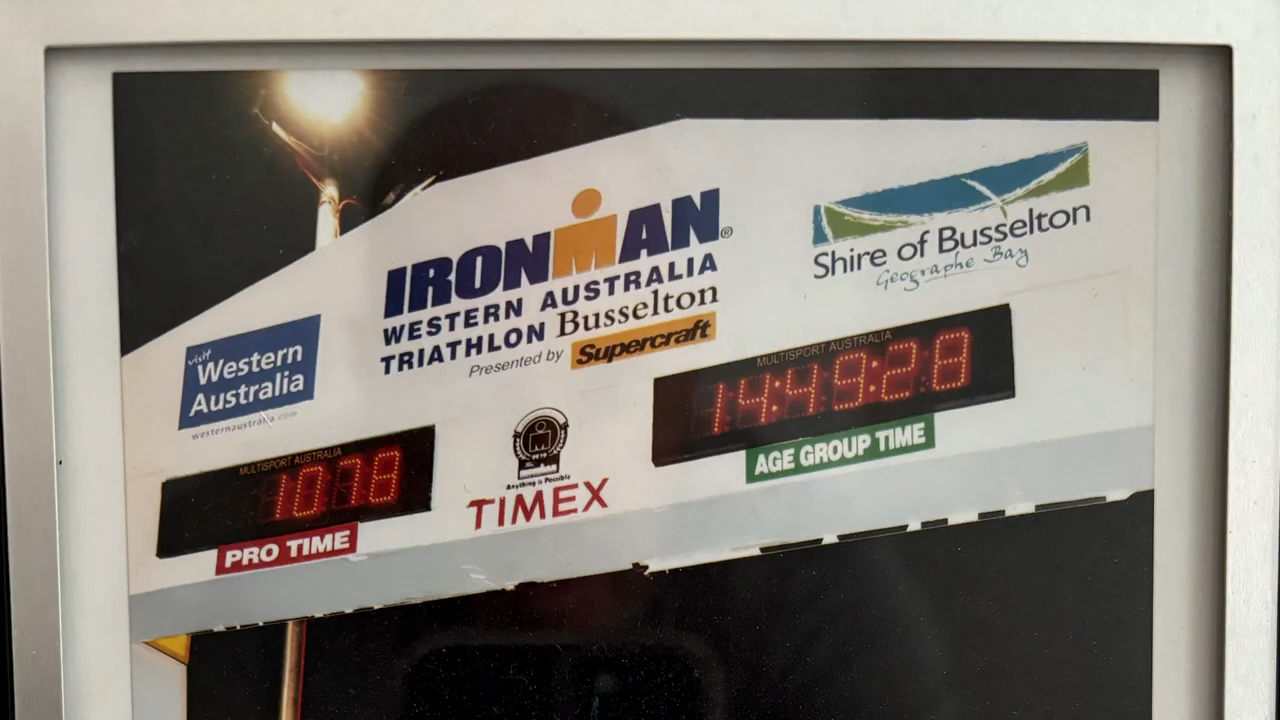 Shire of Busselton
Geographe Bay
IRONMAN®
WESTERN AUSTRALIA
TRIATHLON Busselton
Presented by Supercraft
visit
Western
Australia
westernaustralia.com
MULTISPORT AUSTRALIA
14:49:28
AGE GROUP TIME
MULTISPORT AUSTRALIA
PRO TIME
Anything is Possible
TIMEX